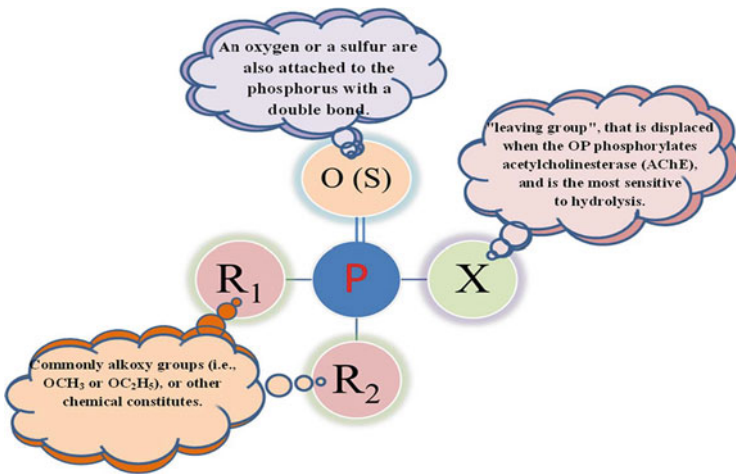 An oxygen or a sulfur are
also attached to the
phosphorus with a
double bond.
"leaving group", that is displaced
when the OP phosphorylates
acetylcholinesterase (AChE),
and is the most sensitive
to hydrolysis.
O (S)
R₁
P
X
Commonly alkoxy groups (i.e.,
OCH₃ or OC₂H₅), or other
chemical constitutes.
R₂